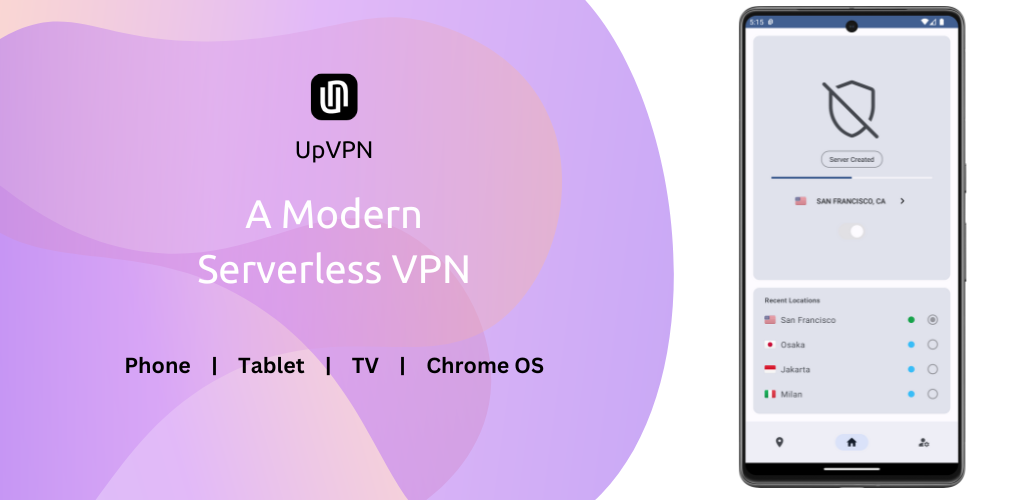 UpVPN
A Modern
Serverless VPN
Phone | Tablet | TV | Chrome OS
5:15
Server Created
SAN FRANCISCO, CA
Recent Locations
San Francisco
Osaka
Jakarta
Milan